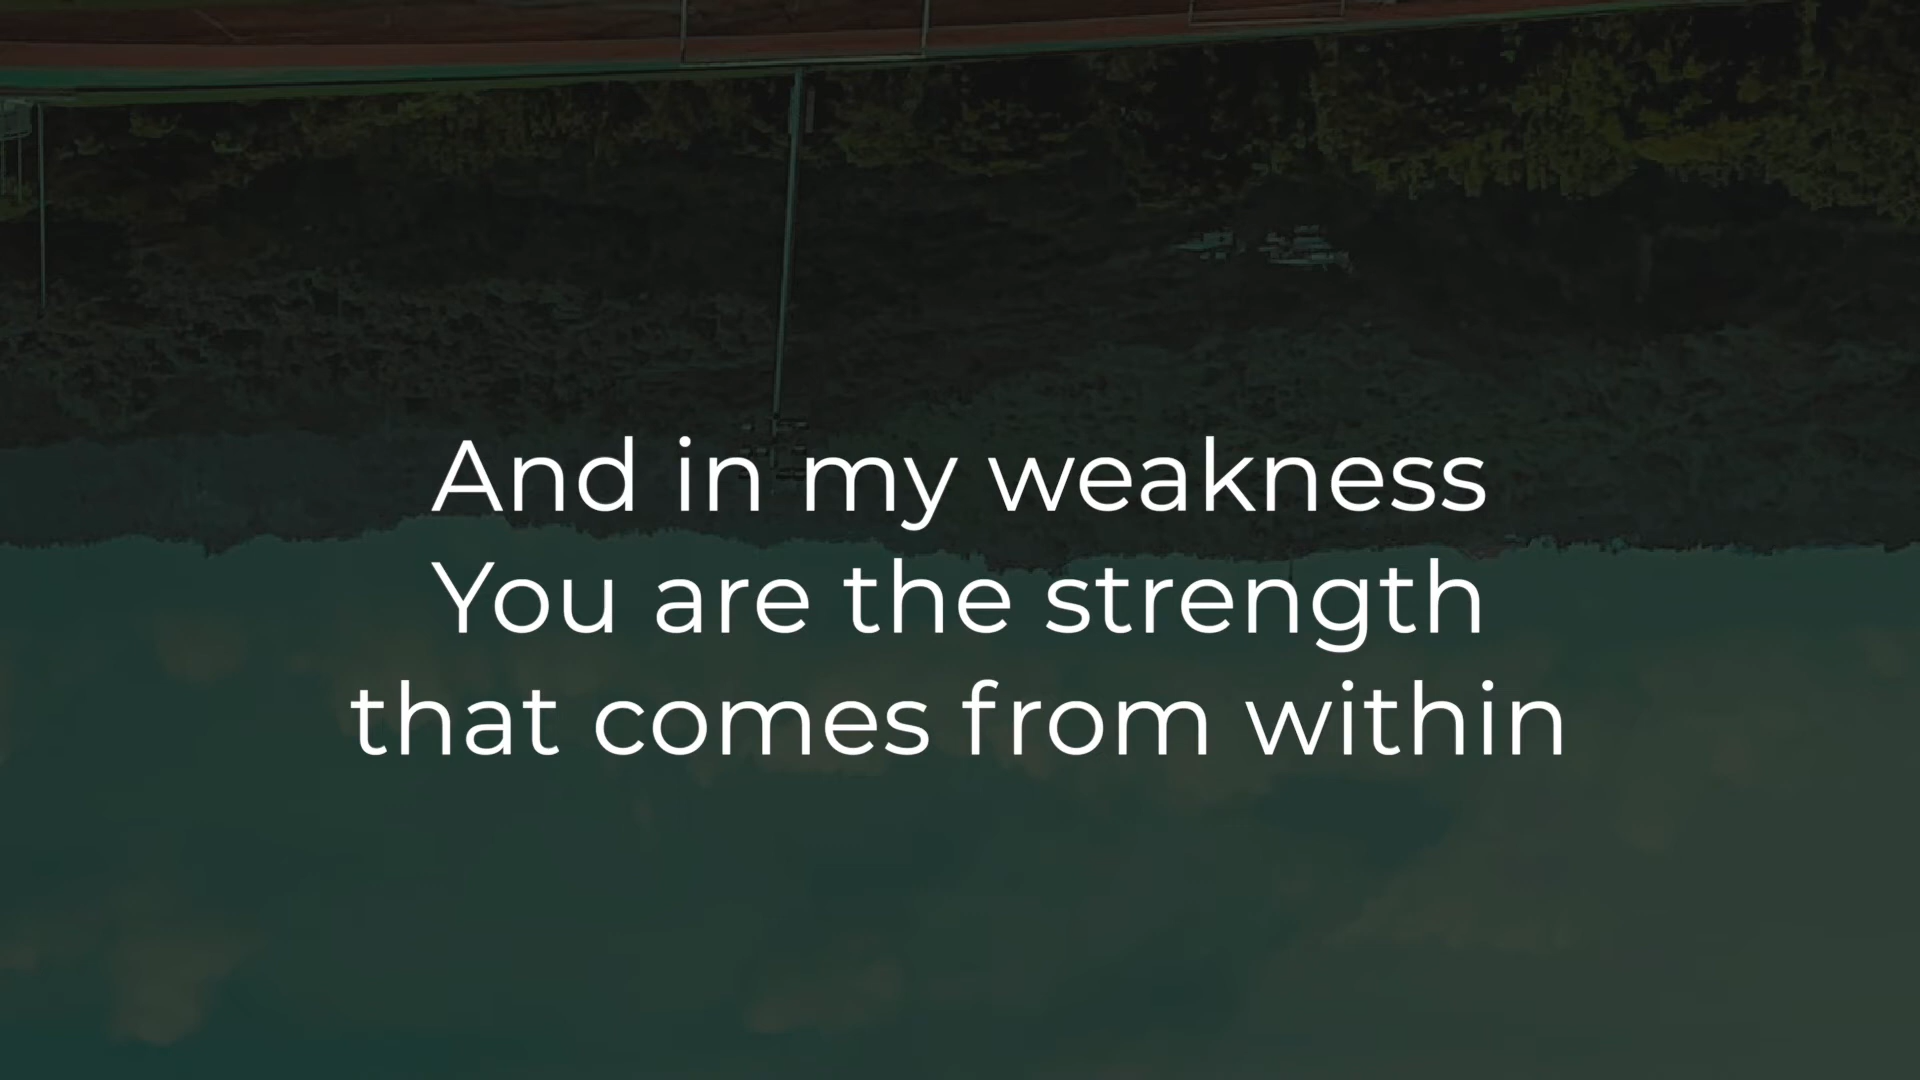 And in my weakness
You are the strength
that comes from within